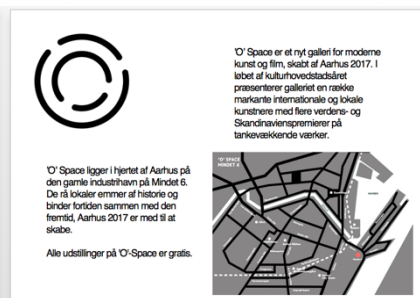 'O' Space er et nyt galleri for moderne
kunst og film, skabt af Aarhus 2017. I
løbet af kulturhovedstadsåret
præsenterer galleriet en række
markante internationale og lokale
kunstnere med flere verdens- og
Skandinavienspremierer på
tankevækkende værker.
'O' Space ligger i hjertet af Aarhus på
den gamle industrihavn på Mindet 6.
De rå lokaler emmer af historie og
binder fortiden sammen med den
fremtid, Aarhus 2017 er med til at
skabe.
Alle udstillinger på 'O'-Space er gratis.
'O' SPACE
MINDET 6